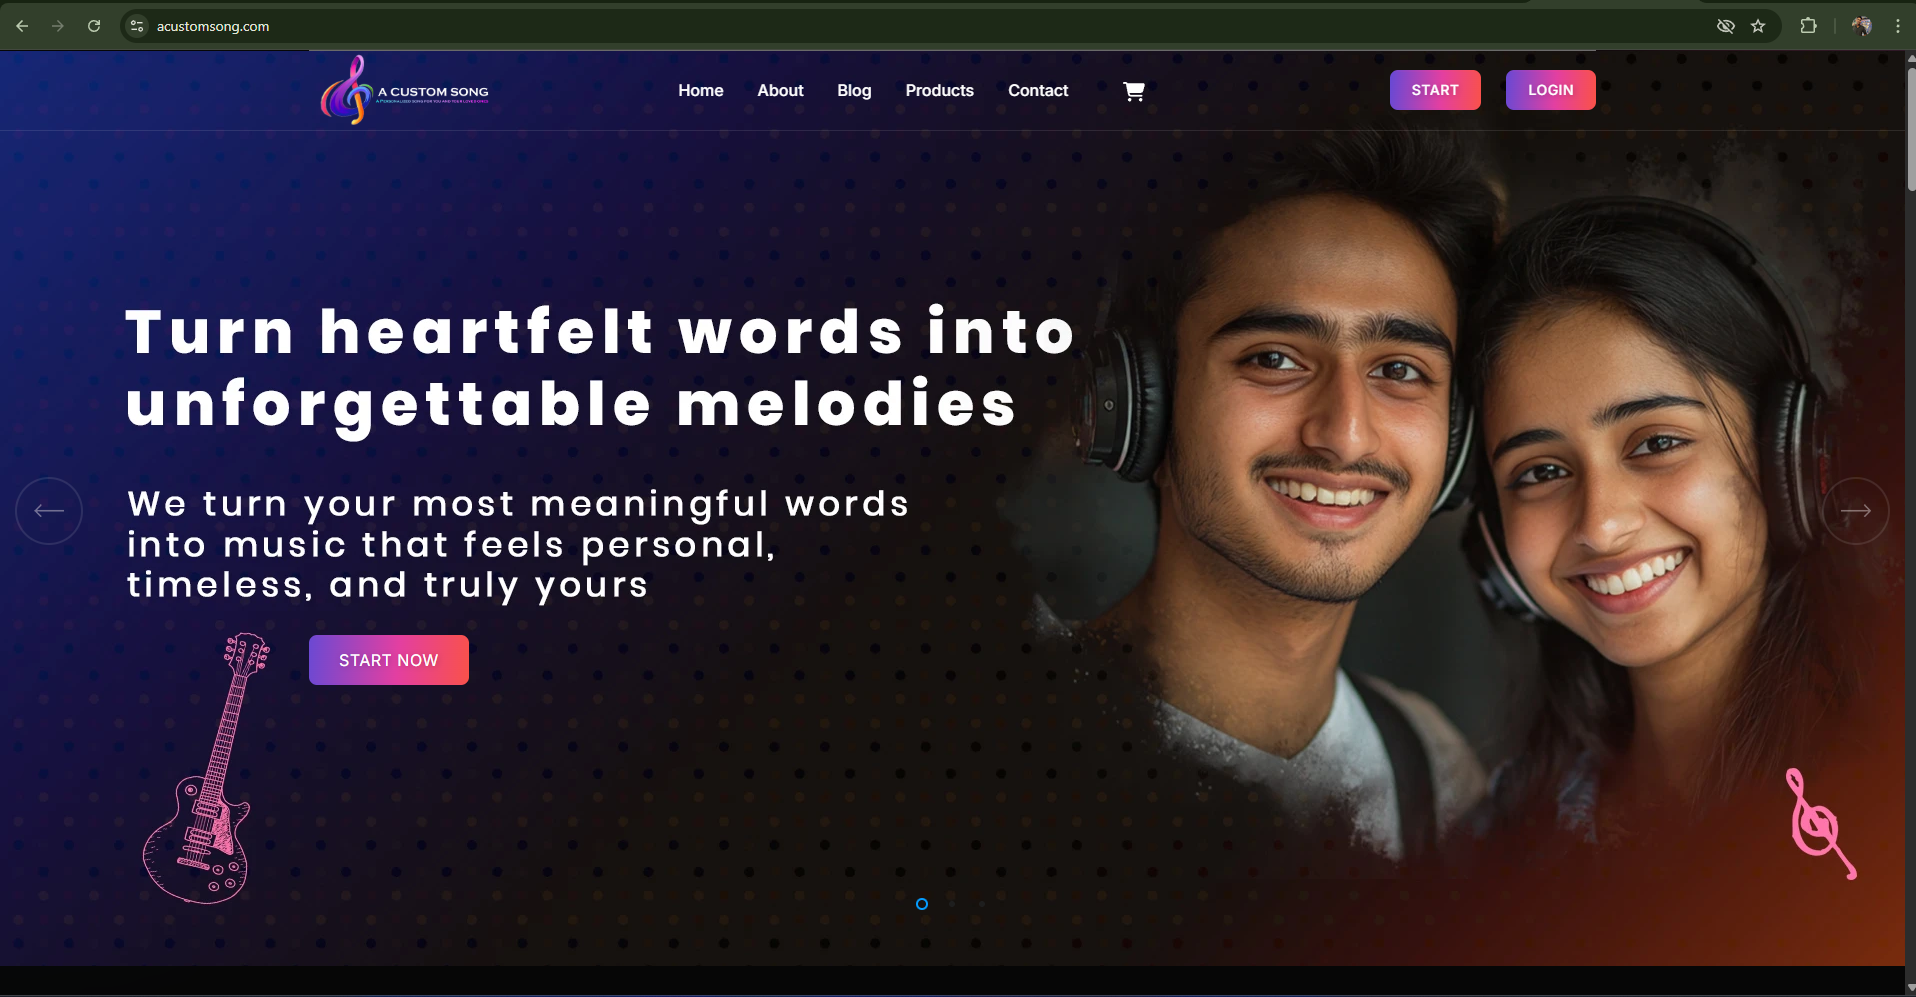 acustomsong.com
A CUSTOM SONG
A PERSONALIZED SONG FOR YOU AND YOUR LOVED ONES
Home About Blog Products Contact
START LOGIN
Turn heartfelt words into
unforgettable melodies
We turn your most meaningful words
into music that feels personal,
timeless, and truly yours
START NOW